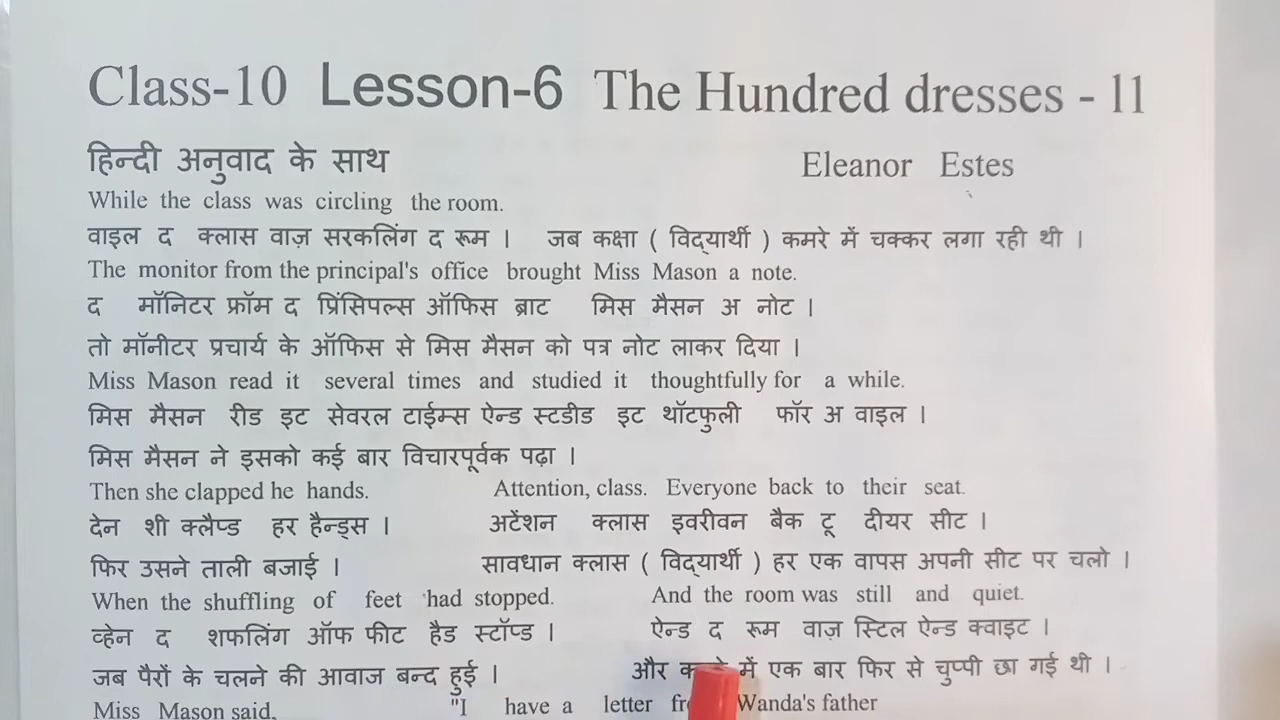 Class-10 Lesson-6 The Hundred dresses - 11
हिन्दी अनुवाद के साथ Eleanor Estes
While the class was circling the room.
वाइल द क्लास वाज़ सरकलिंग द रूम । जब कक्षा ( विद्यार्थी ) कमरे में चक्कर लगा रही थी ।
The monitor from the principal's office brought Miss Mason a note.
द मॉनिटर फ्रॉम द प्रिंसिपल्स ऑफिस ब्राट मिस मैसन अ नोट ।
तो मॉनीटर प्रचार्य के ऑफिस से मिस मैसन को पत्र नोट लाकर दिया ।
Miss Mason read it several times and studied it thoughtfully for a while.
मिस मैसन रीड इट सेवरल टाईम्स ऐन्ड स्टडीड इट थॉटफुली फॉर अ वाइल ।
मिस मैसन ने इसको कई बार विचारपूर्वक पढ़ा ।
Then she clapped he hands. Attention, class. Everyone back to their seat.
देन शी क्लैप्ड हर हैन्ड्स । अटेंशन क्लास इवरीवन बैक टू दीयर सीट ।
फिर उसने ताली बजाई । सावधान क्लास ( विद्यार्थी ) हर एक वापस अपनी सीट पर चलो ।
When the shuffling of feet had stopped. And the room was still and quiet.
व्हेन द शफलिंग ऑफ फीट हैड स्टॉप्ड । ऐन्ड द रूम वाज़ स्टिल ऐन्ड क्वाइट ।
जब पैरों के चलने की आवाज बन्द हुई । और में एक बार फिर से चुप्पी छा गई थी ।
Miss Mason said, "I have a letter Wanda's father